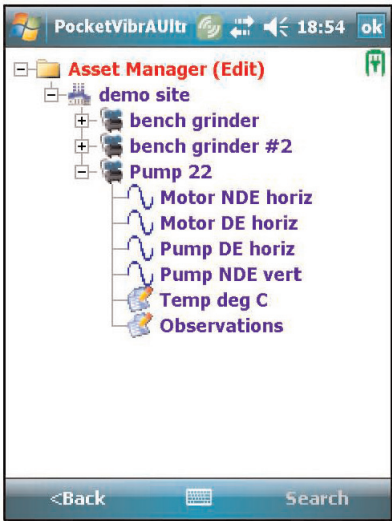 PocketVibrAUltr 18:54 ok
Asset Manager (Edit)
demo site
bench grinder
bench grinder #2
Pump 22
Motor NDE horiz
Motor DE horiz
Pump DE horiz
Pump NDE vert
Temp deg C
Observations
<Back Search